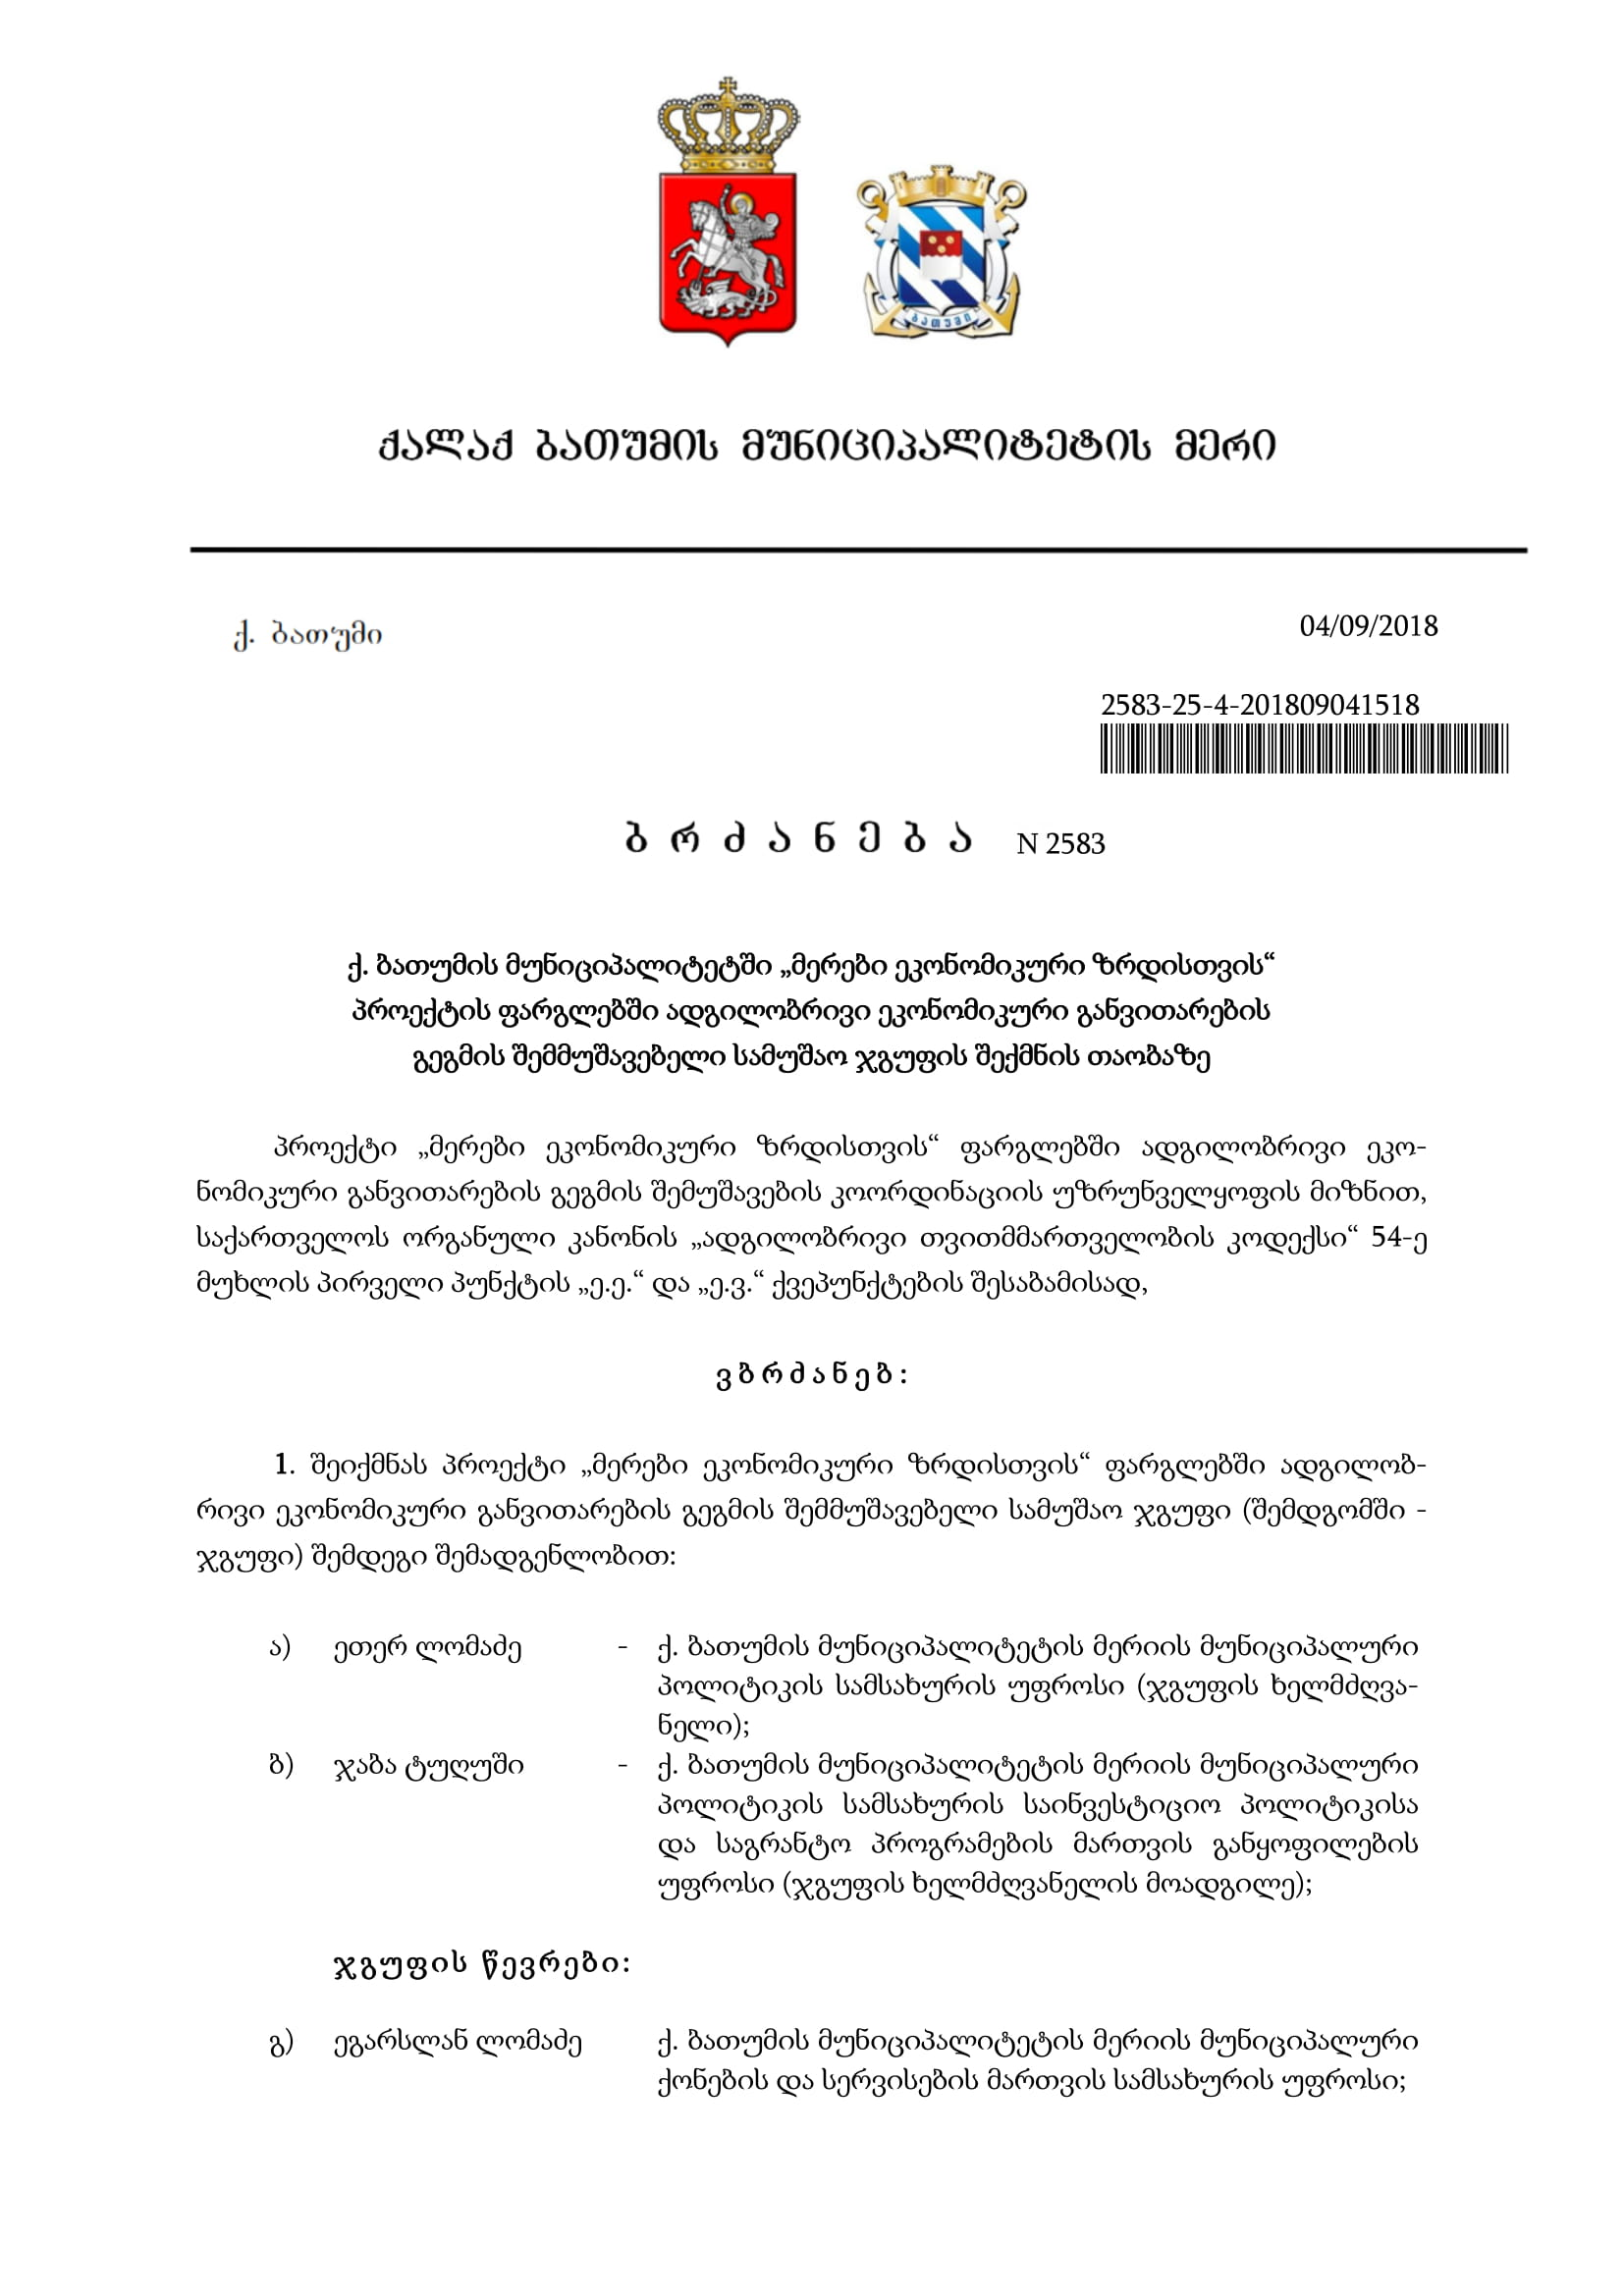 ბათუმი
ქალაქ ბათუმის მუნიციპალიტეტის მერი
ქ. ბათუმი
04/09/2018
2583-25-4-201809041518
ბ რ ძ ა ნ ე ბ ა N 2583
ქ. ბათუმის მუნიციპალიტეტში „მერები ეკონომიკური ზრდისთვის“
პროექტის ფარგლებში ადგილობრივი ეკონომიკური განვითარების
გეგმის შემმუშავებელი სამუშაო ჯგუფის შექმნის თაობაზე
პროექტი „მერები ეკონომიკური ზრდისთვის“ ფარგლებში ადგილობრივი ეკო-
ნომიკური განვითარების გეგმის შემუშავების კოორდინაციის უზრუნველყოფის მიზნით,
საქართველოს ორგანული კანონის „ადგილობრივი თვითმმართველობის კოდექსი“ 54-ე
მუხლის პირველი პუნქტის „ე.ე.“ და „ე.ვ.“ ქვეპუნქტების შესაბამისად,
ვ ბ რ ძ ა ნ ე ბ :
1. შეიქმნას პროექტი „მერები ეკონომიკური ზრდისთვის“ ფარგლებში ადგილობ-
რივი ეკონომიკური განვითარების გეგმის შემმუშავებელი სამუშაო ჯგუფი (შემდგომში -
ჯგუფი) შემდეგი შემადგენლობით:
ა) ეთერ ლომაძე - ქ. ბათუმის მუნიციპალიტეტის მერიის მუნიციპალური
პოლიტიკის სამსახურის უფროსი (ჯგუფის ხელმძღვა-
ნელი);
ბ) ჯაბა ტუღუში - ქ. ბათუმის მუნიციპალიტეტის მერიის მუნიციპალური
პოლიტიკის სამსახურის საინვესტიციო პოლიტიკისა
და საგრანტო პროგრამების მართვის განყოფილების
უფროსი (ჯგუფის ხელმძღვანელის მოადგილე);
ჯგუფის წევრები:
გ) ეგარსლან ლომაძე ქ. ბათუმის მუნიციპალიტეტის მერიის მუნიციპალური
ქონების და სერვისების მართვის სამსახურის უფროსი;